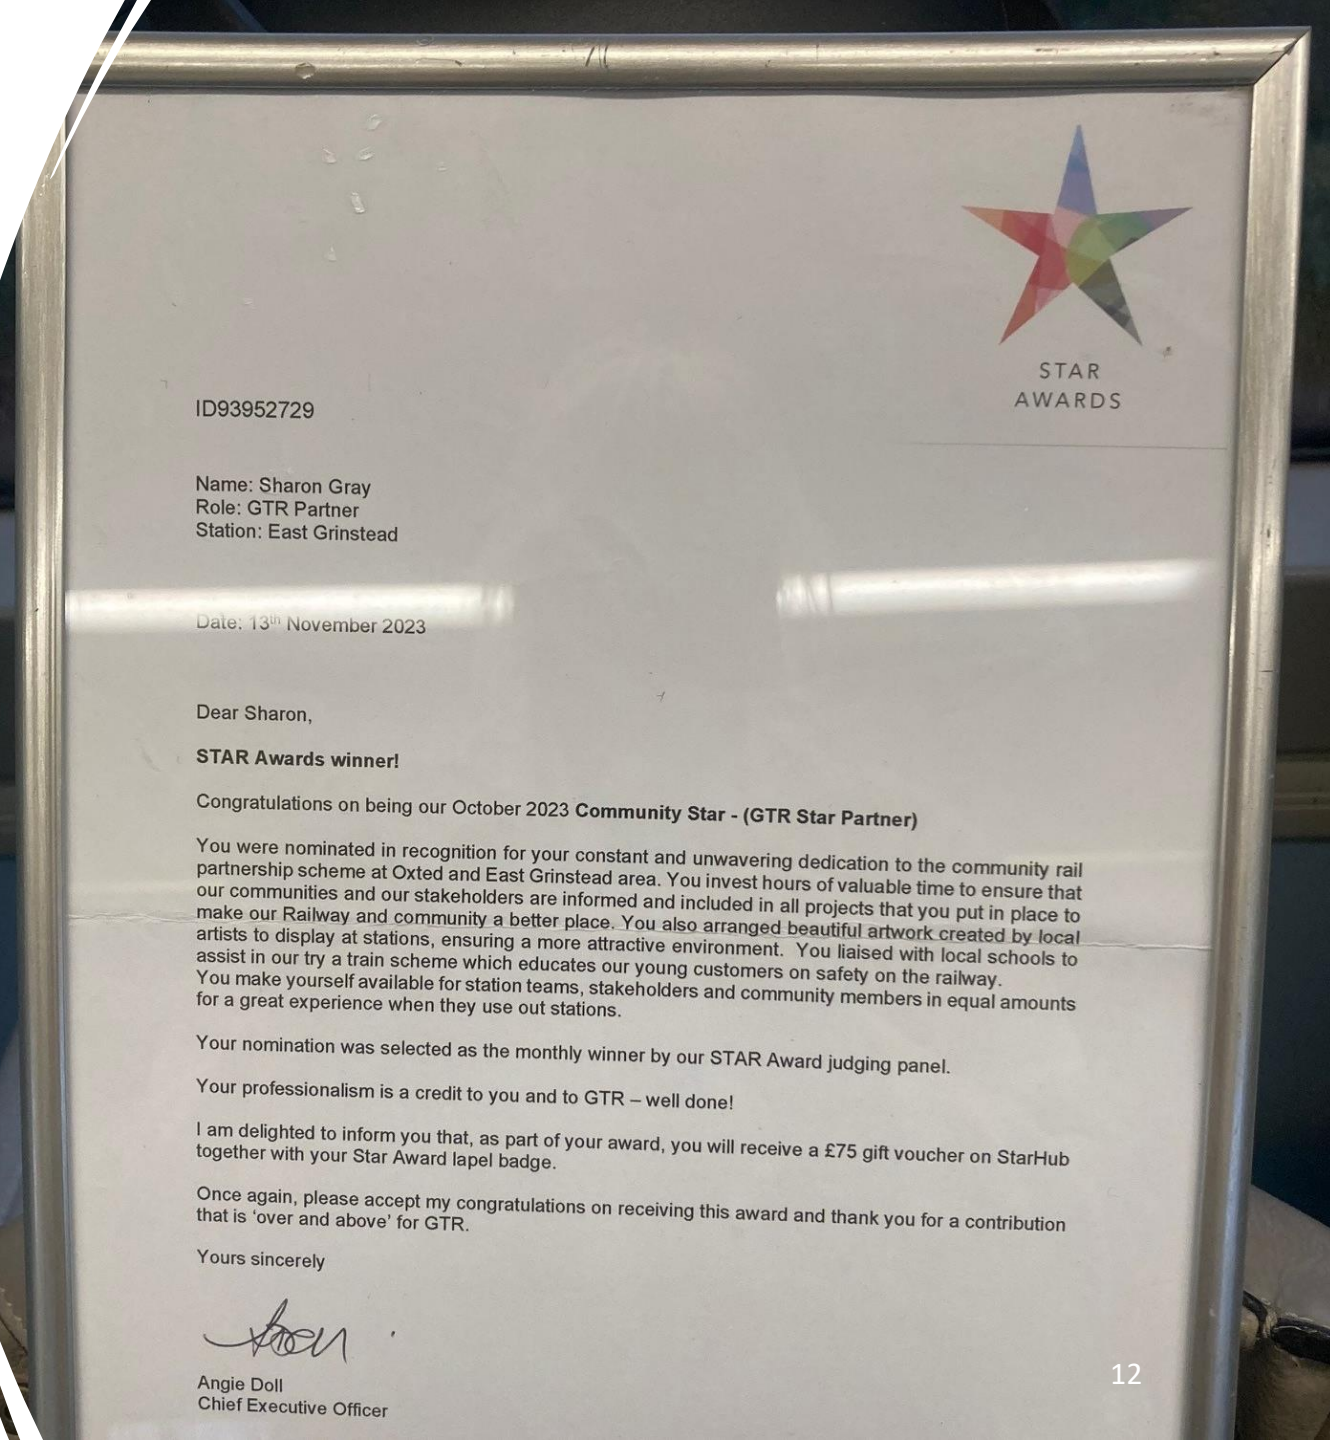 STAR
AWARDS
ID93952729
Name: Sharon Gray
Role: GTR Partner
Station: East Grinstead
Date: 13th November 2023
Dear Sharon,
STAR Awards winner!
Congratulations on being our October 2023 Community Star - (GTR Star Partner)
You were nominated in recognition for your constant and unwavering dedication to the community rail
partnership scheme at Oxted and East Grinstead area. You invest hours of valuable time to ensure that
our communities and our stakeholders are informed and included in all projects that you put in place to
make our Railway and community a better place. You also arranged beautiful artwork created by local
artists to display at stations, ensuring a more attractive environment.  You liaised with local schools to
assist in our try a train scheme which educates our young customers on safety on the railway.
You make yourself available for station teams, stakeholders and community members in equal amounts
for a great experience when they use out stations.
Your nomination was selected as the monthly winner by our STAR Award judging panel.
Your professionalism is a credit to you and to GTR – well done!
I am delighted to inform you that, as part of your award, you will receive a £75 gift voucher on StarHub
together with your Star Award lapel badge.
Once again, please accept my congratulations on receiving this award and thank you for a contribution
that is ‘over and above’ for GTR.
Yours sincerely
Angie Doll
Chief Executive Officer
12